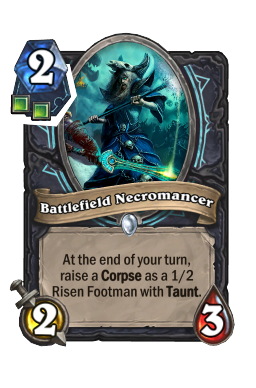 2
Battlefield Necromancer
At the end of your turn,
raise a Corpse as a 1/2
Risen Footman with Taunt.
2
3